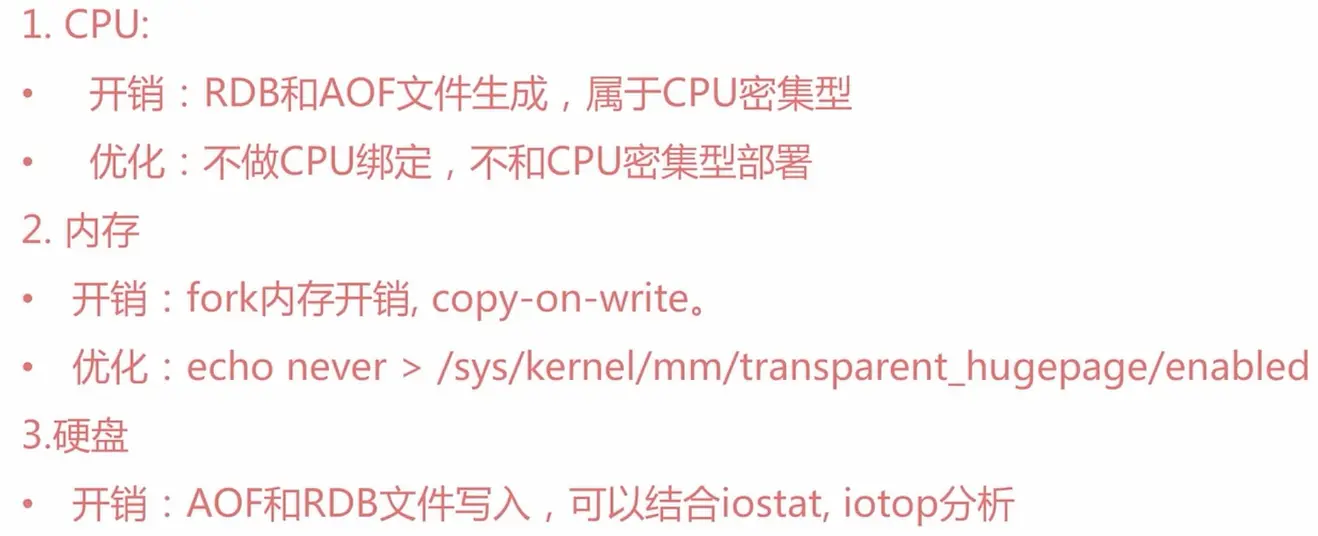 1. CPU:
• 开销：RDB和AOF文件生成，属于CPU密集型
• 优化：不做CPU绑定，不和CPU密集型部署
2. 内存
• 开销：fork内存开销, copy-on-write。
• 优化：echo never > /sys/kernel/mm/transparent_hugepage/enabled
3.硬盘
• 开销：AOF和RDB文件写入，可以结合iostat, iotop分析